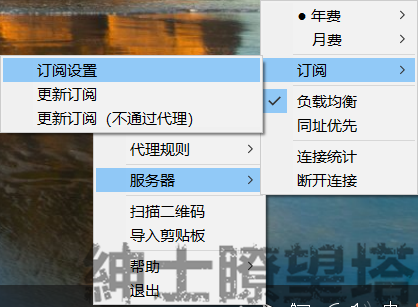 ● 年费
月费
订阅
负载均衡
同址优先
连接统计
断开连接
订阅设置
更新订阅
更新订阅（不通过代理）
代理规则
服务器
扫描二维码
导入剪贴板
帮助
退出
紳士瞭望塔